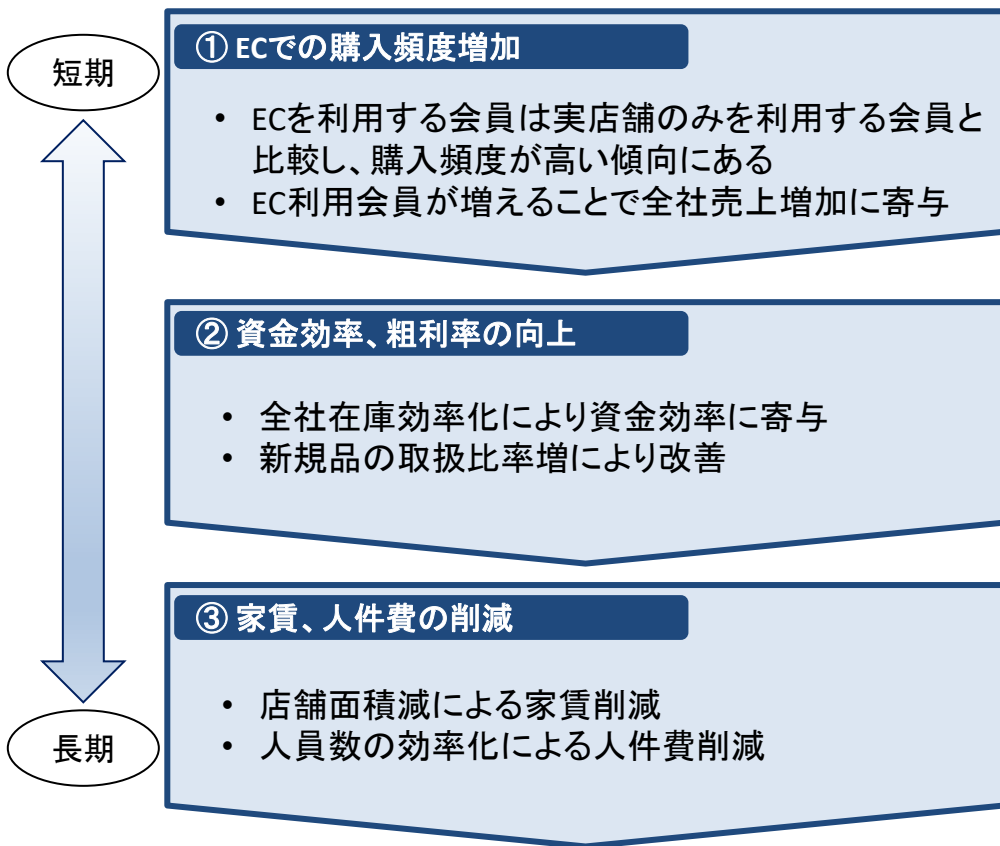 短期
① ECでの購入頻度増加
• ECを利用する会員は実店舗のみを利用する会員と
比較し、購入頻度が高い傾向にある
• EC利用会員が増えることで全社売上増加に寄与
② 資金効率、粗利率の向上
• 全社在庫効率化により資金効率に寄与
• 新規品の取扱比率増により改善
③ 家賃、人件費の削減
• 店舗面積減による家賃削減
• 人員数の効率化による人件費削減
長期